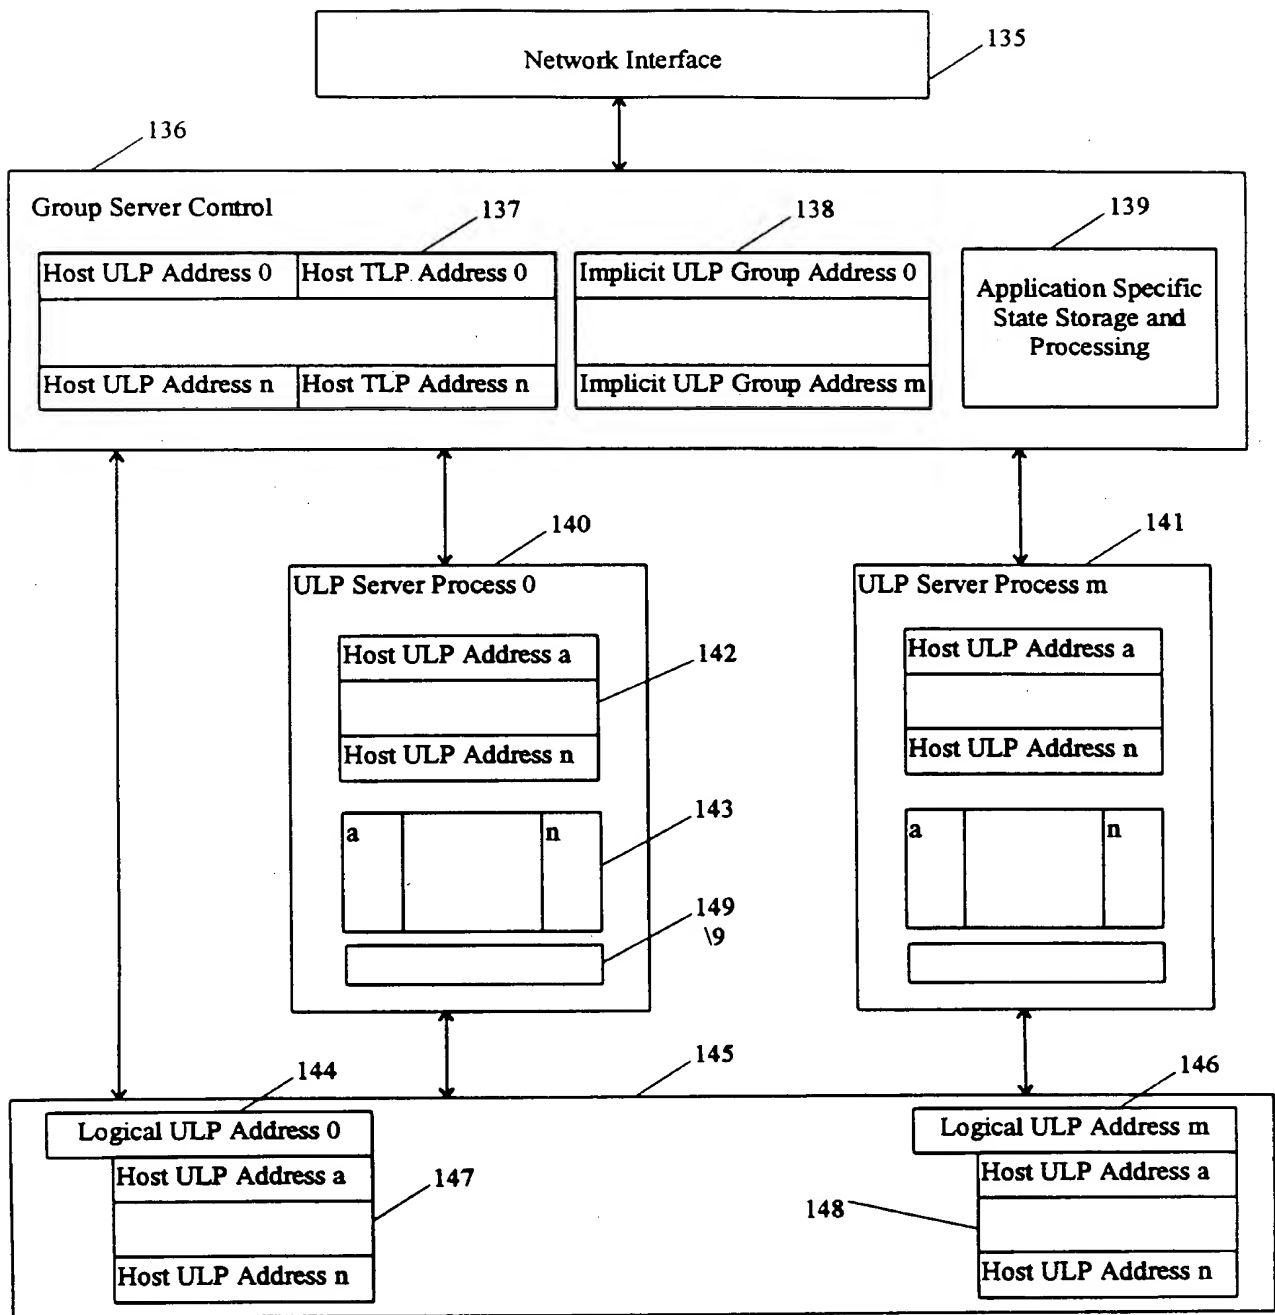 Network Interface
135
136
Group Server Control
137
138
139
Host ULP Address 0
Host TLP Address 0
Implicit ULP Group Address 0
Application Specific
State Storage and
Processing
Host ULP Address n
Host TLP Address n
Implicit ULP Group Address m
140
141
ULP Server Process 0
ULP Server Process m
Host ULP Address a
142
Host ULP Address a
Host ULP Address n
Host ULP Address n
a
n
143
a
n
149
\9
144
145
146
Logical ULP Address 0
Logical ULP Address m
Host ULP Address a
147
Host ULP Address a
148
Host ULP Address n
Host ULP Address n